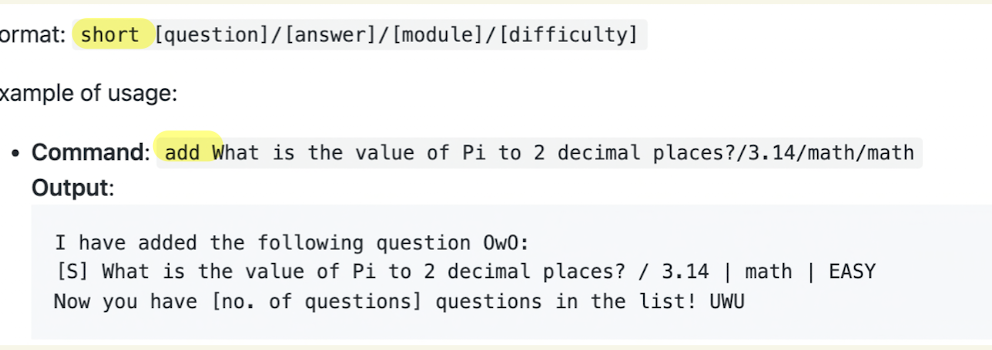 ormat: short [question]/[answer]/[module]/[difficulty]
xample of usage:
• Command: add What is the value of Pi to 2 decimal places?/3.14/math/math
Output:
I have added the following question OwO:
[S] What is the value of Pi to 2 decimal places? / 3.14 | math | EASY
Now you have [no. of questions] questions in the list! UWU